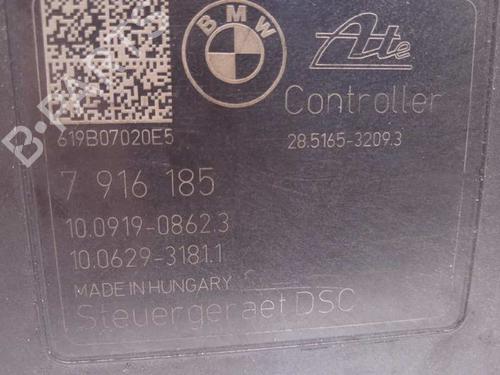 BMW
Ate
Controller
619B07020E5
28.5165-3209.3
7 916 185
10.0919-0862.3
10.0629-3181.1
MADE IN HUNGARY
Steuergeraet DSC
B-PARTS